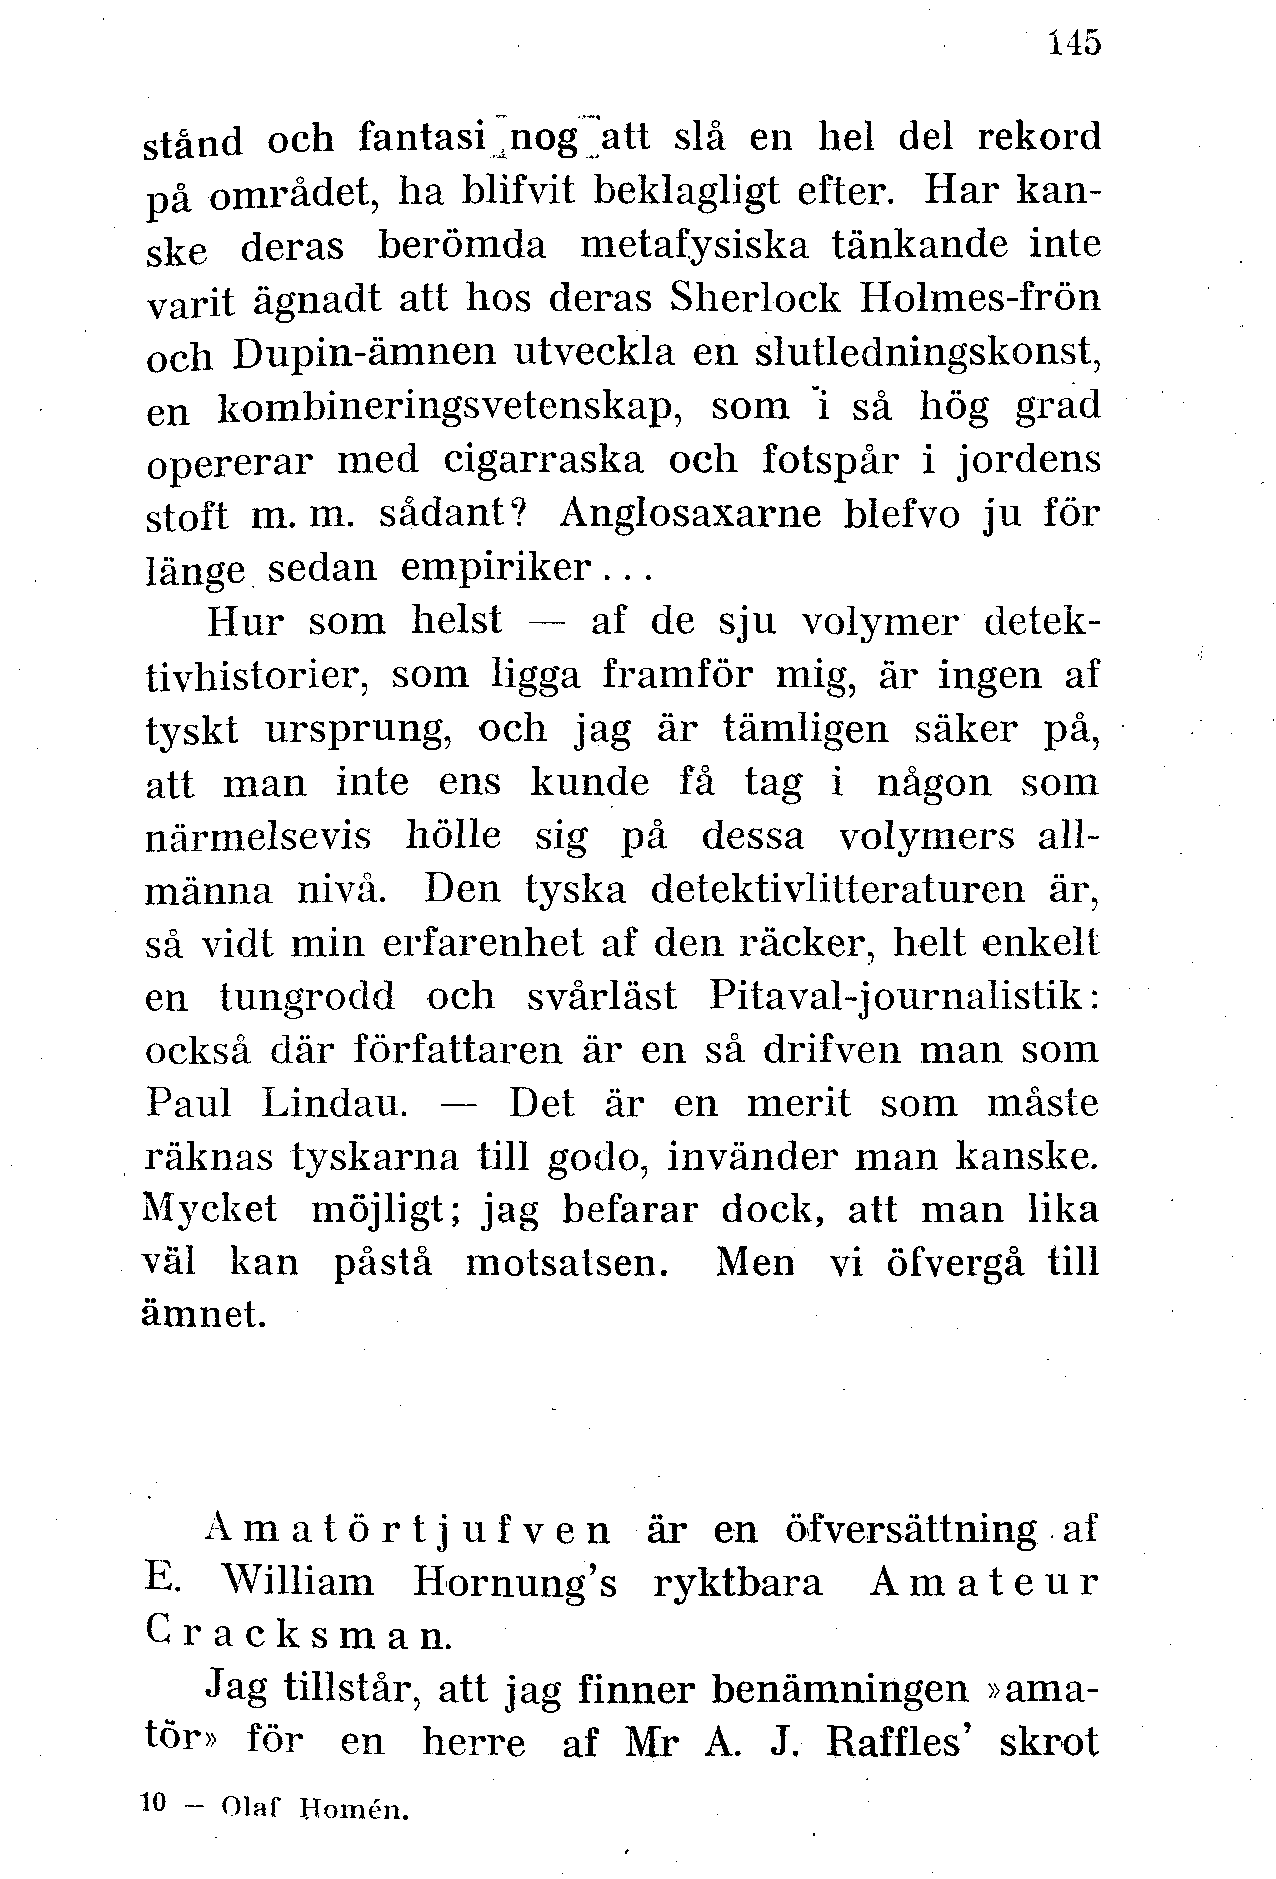 145
stånd och fantasi nog att slå en hel del rekord
på området, ha blifvit beklagligt efter. Har kan-
ske deras berömda metafysiska tänkande inte
varit ägnadt att hos deras Sherlock Holmes-frön
och Dupin-ämnen utveckla en slutledningskonst,
en kombineringsvetenskap, som i så hög grad
opererar med cigarraska och fotspår i jordens
stoft m. m. sådant? Anglosaxarne blefvo ju för
länge sedan empiriker...
Hur som helst — af de sju volymer detek-
tivhistorier, som ligga framför mig, är ingen af
tyskt ursprung, och jag är tämligen säker på,
att man inte ens kunde få tag i någon som
närmelsevis hölle sig på dessa volymers all-
männa nivå. Den tyska detektivlitteraturen är,
så vidt min erfarenhet af den räcker, helt enkelt
en tungrodd och svårläst Pitaval-journalistik:
också där författaren är en så drifven man som
Paul Lindau. — Det är en merit som måste
räknas tyskarna till godo, invänder man kanske.
Mycket möjligt; jag befarar dock, att man lika
väl kan påstå motsatsen. Men vi öfvergå till
ämnet.
Amatörtjufven är en öfversättning af
E. William Hornung's ryktbara Amateur
Cracksman.
Jag tillstår, att jag finner benämningen »ama-
tör» för en herre af Mr A. J. Raffles' skrot
10 — Olaf Homén.